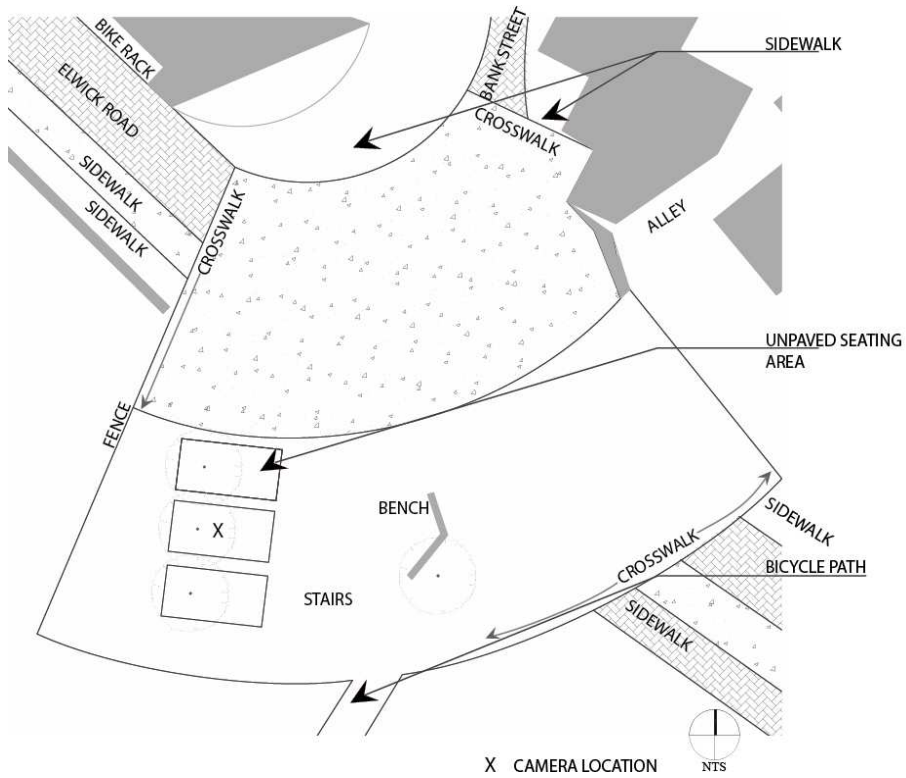 BIKE RACK
ELWICK ROAD
SIDEWALK
SIDEWALK
CROSSWALK
BANK STREET
CROSSWALK
SIDEWALK
ALLEY
UNPAVED SEATING
AREA
FENCE
BENCH
STAIRS
X
CROSSWALK
SIDEWALK
BICYCLE PATH
SIDEWALK
X CAMERA LOCATION
NTS